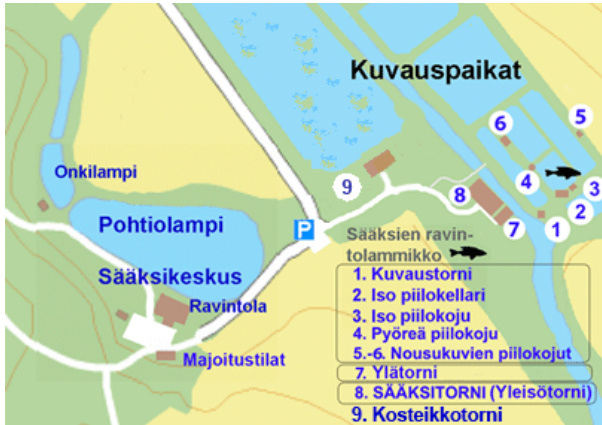 Kuvauspaikat
5
6
Onkilampi
4
3
9
8
2
Pohtiolampi
7
1
P
Sääksien ravin-
tolammikko
Sääksikeskus
1. Kuvaustorni
2. Iso piilokellari
Ravintola
3. Iso piilokoju
4. Pyöreä piilokoju
Majoitustilat
5.-6. Nousukuvien piilokojut
7. Ylätorni
8. SÄÄKSITORNI (Yleisötorni)
9. Kosteikkotorni